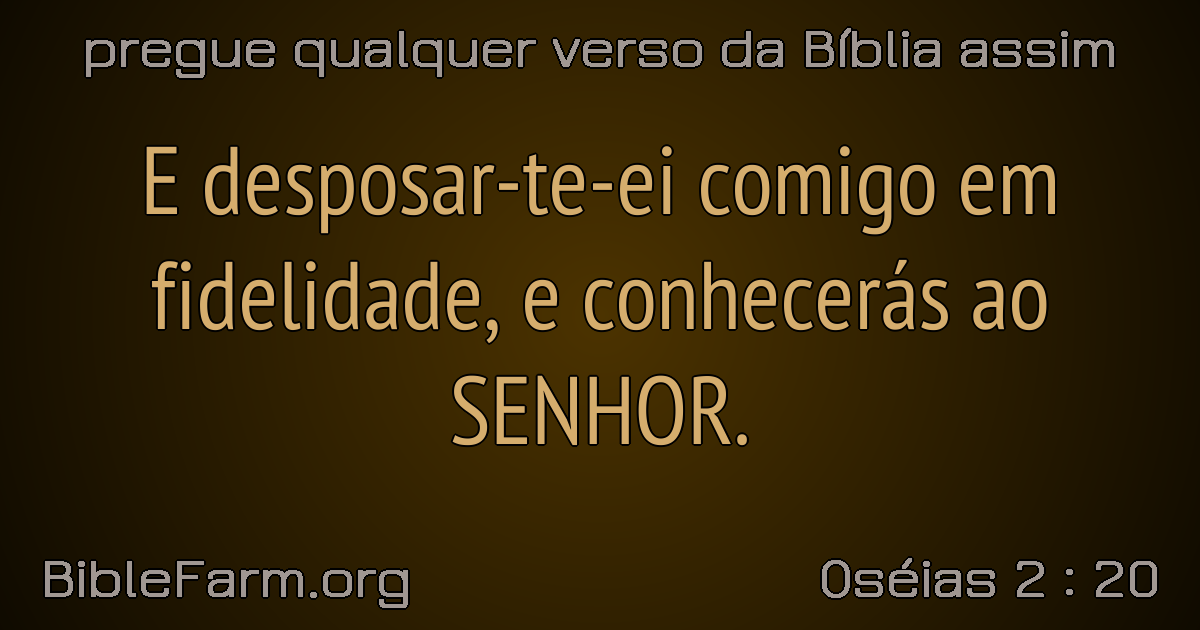 pregue qualquer verso da Bíblia assim
E desposar-te-ei comigo em
fidelidade, e conhecerás ao
SENHOR.
BibleFarm.org
Oséias 2 : 20